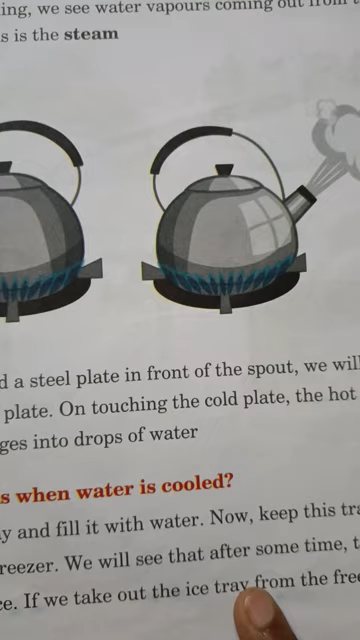 ing, we see water vapours coming out from
s is the steam
d a steel plate in front of the spout, we will
plate. On touching the cold plate, the hot
ges into drops of water
s when water is cooled?
y and fill it with water. Now, keep this tra
reezer. We will see that after some time, t
ce. If we take out the ice tray from the free